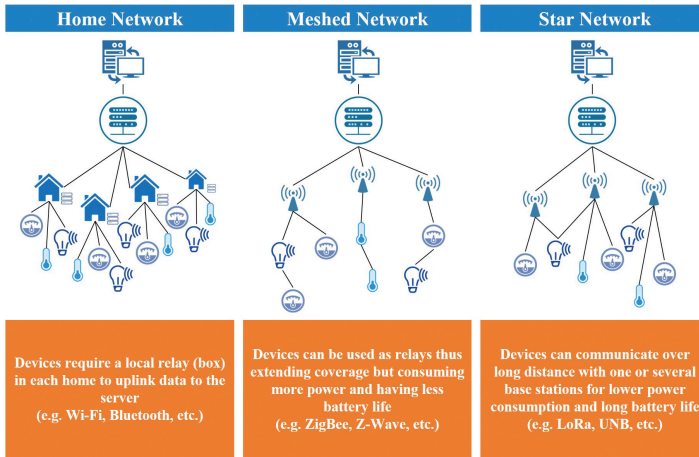 Home Network
Meshed Network
Star Network
Devices require a local relay (box)
in each home to uplink data to the
server
(e.g. Wi-Fi, Bluetooth, etc.)
Devices can be used as relays thus
extending coverage but consuming
more power and having less
battery life
(e.g. ZigBee, Z-Wave, etc.)
Devices can communicate over
long distance with one or several
base stations for lower power
consumption and long battery life
(e.g. LoRa, UNB, etc.)